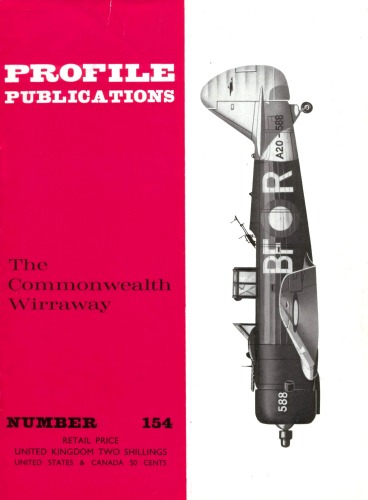 PROFILE
PUBLICATIONS
The
Commonwealth
Wirraway
NUMBER 154
RETAIL PRICE
UNITED KINGDOM TWO SHILLINGS
UNITED STATES & CANADA 50 CENTS
A20-588
BF R
588